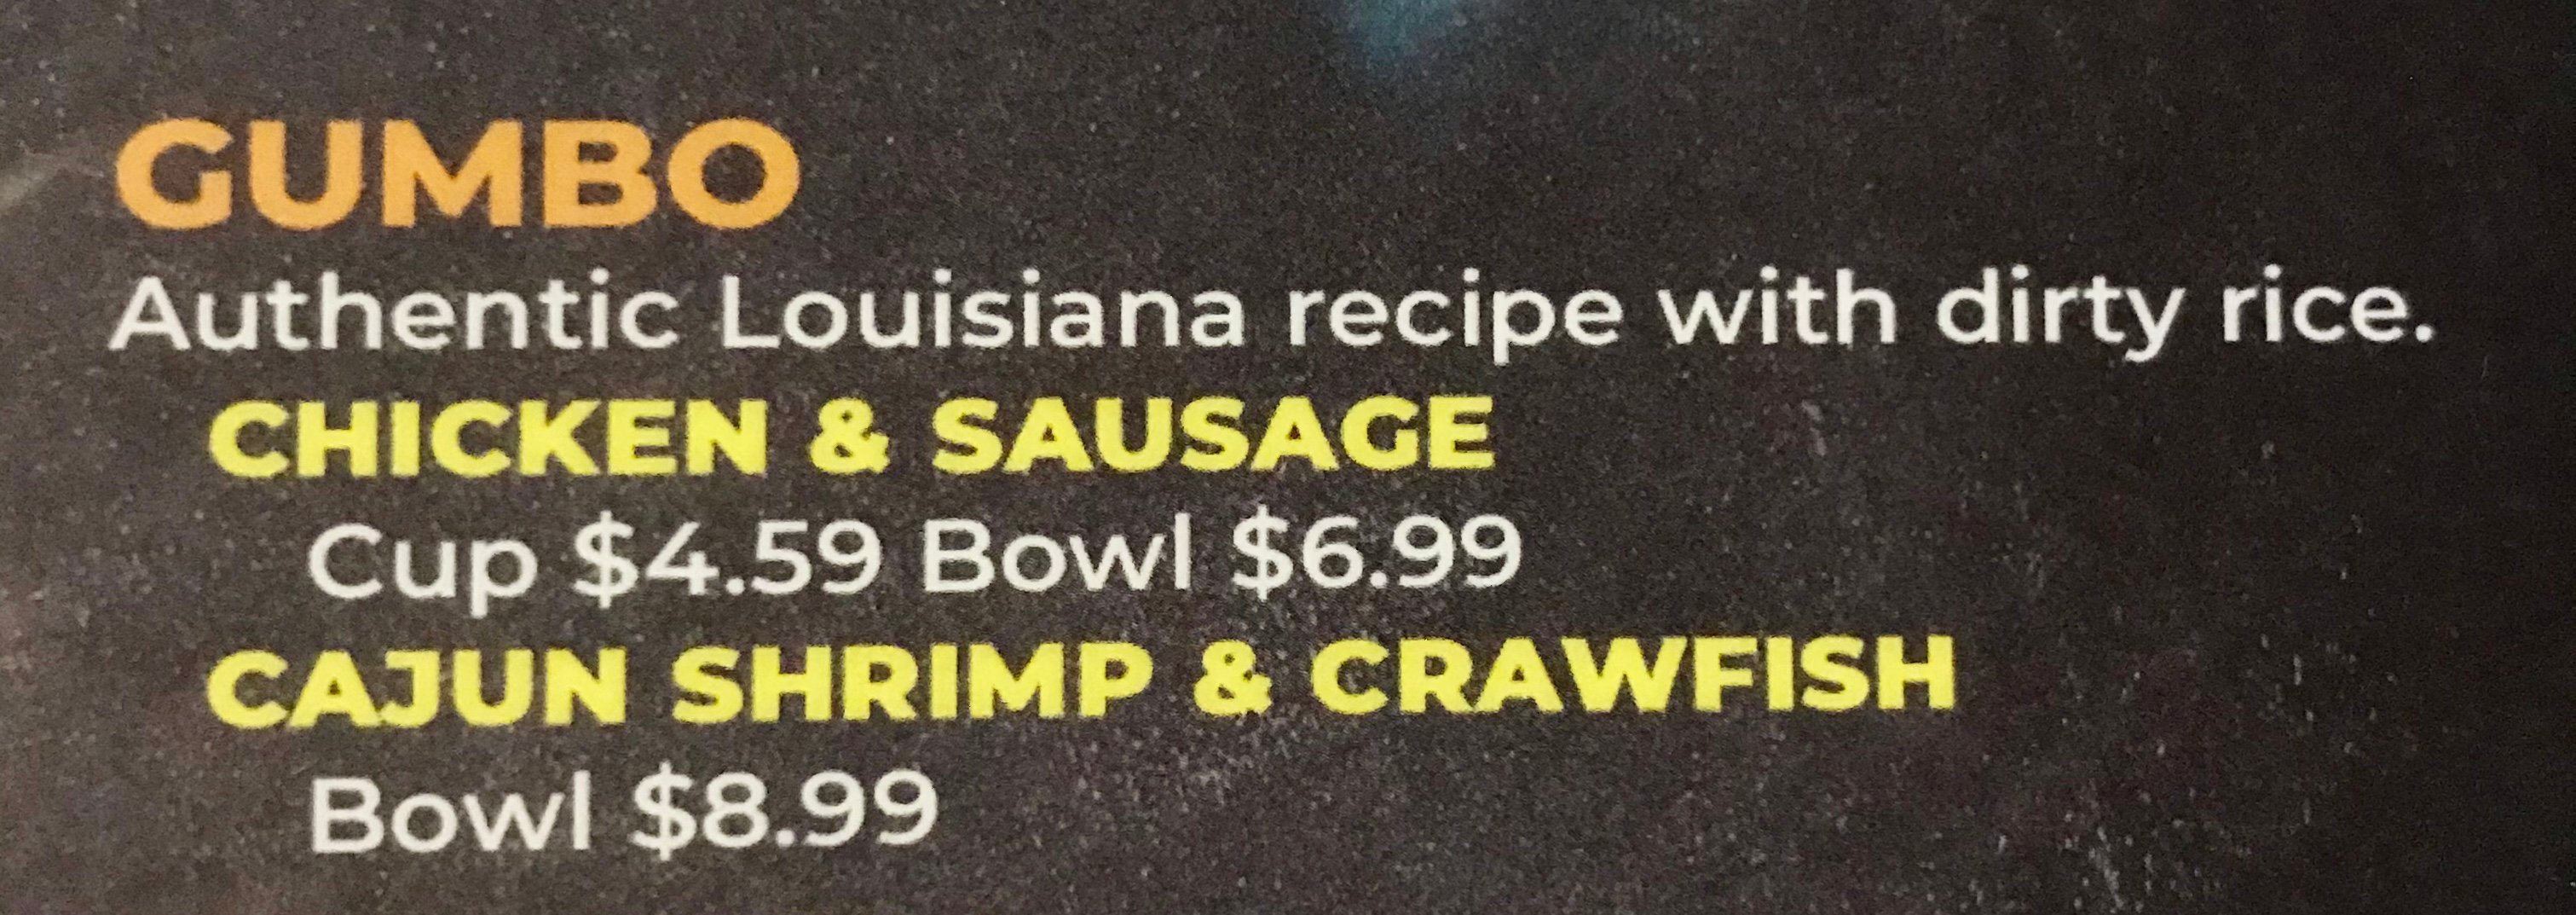 GUMBO
Authentic Louisiana recipe with dirty rice.
CHICKEN & SAUSAGE
Cup $4.59 Bowl $6.99
CAJUN SHRIMP & CRAWFISH
Bowl $8.99